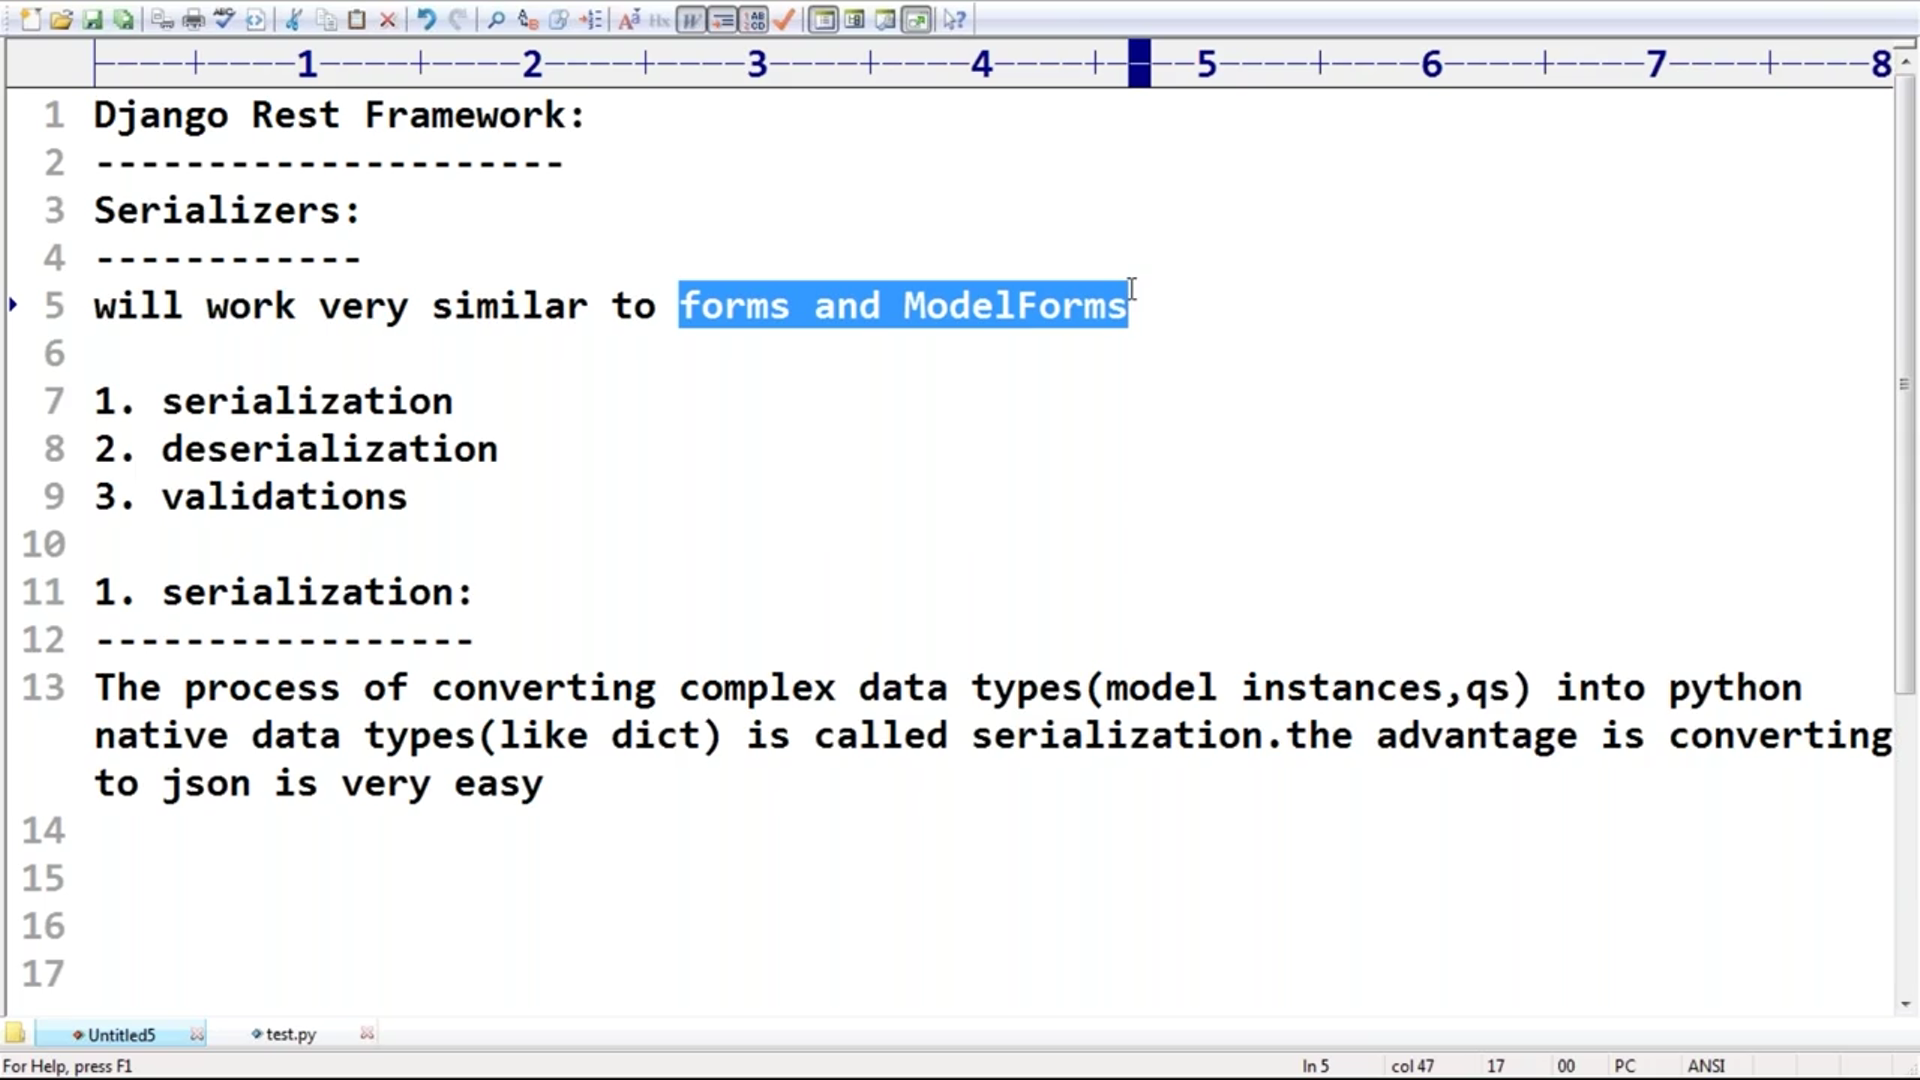 ----+----1----+----2----+----3----+----4----+----5----+----6----+----7----+----8
1 Django Rest Framework:
2 ---------------------
3 Serializers:
4 ------------
5 will work very similar to forms and ModelForms
6
7 1. serialization
8 2. deserialization
9 3. validations
10
11 1. serialization:
12 -----------------
13 The process of converting complex data types(model instances,qs) into python
native data types(like dict) is called serialization.the advantage is converting
to json is very easy
14
15
16
17
Untitled5 test.py
For Help, press F1 ln 5 col 47 17 00 PC ANSI